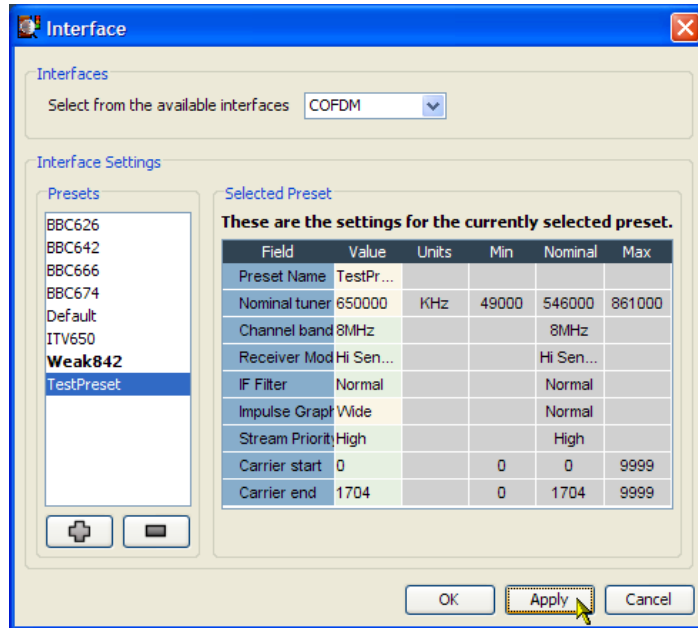 Interface
Interfaces
Select from the available interfaces COFDM
Interface Settings
Presets
BBC626
BBC642
BBC666
BBC674
Default
ITV650
Weak842
TestPreset
Selected Preset
These are the settings for the currently selected preset.
Field Value Units Min Nominal Max
Preset Name TestPr...
Nominal tuner 650000 KHz 49000 546000 861000
Channel band 8MHz 8MHz
Receiver Mod Hi Sen... Hi Sen...
IF Filter Normal Normal
Impulse Graph Wide Normal
Stream Priority High High
Carrier start 0 0 0 9999
Carrier end 1704 0 1704 9999
OK Apply Cancel